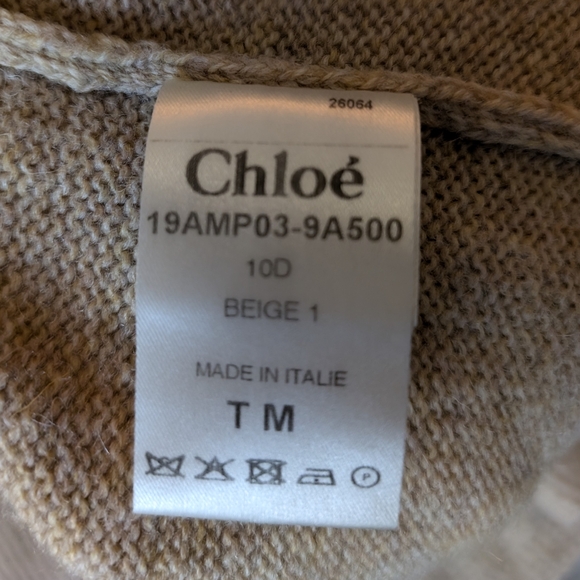 26064
Chloé
19AMP03-9A500
10D
BEIGE 1
MADE IN ITALIE
T M
P